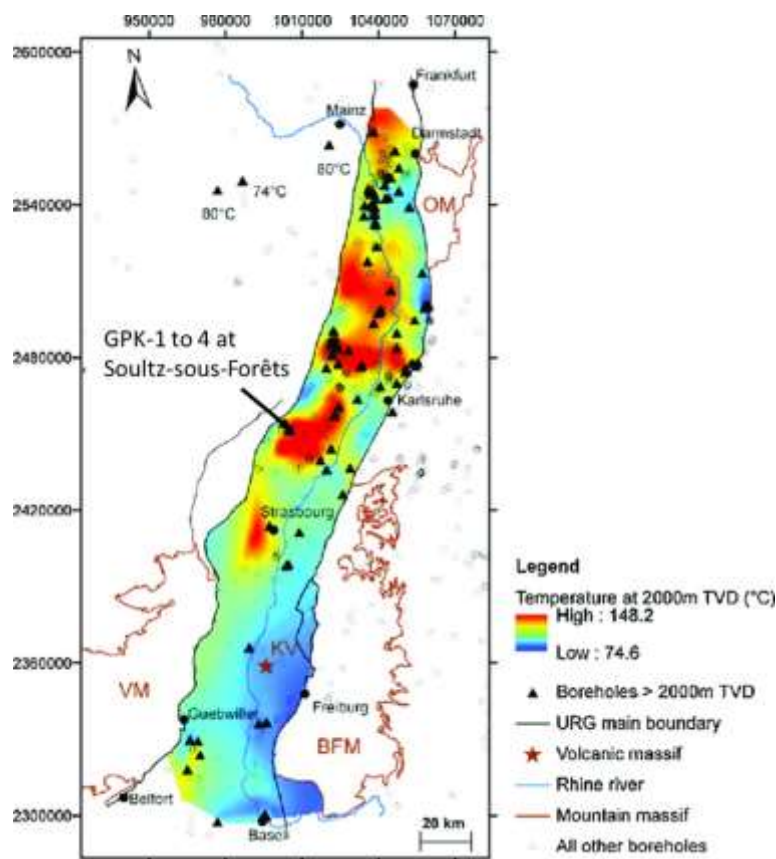 950000 980000 1010000 1040000 1070000
2600000
N
Frankfurt
Mainz
Darmstadt
80°C
74°C
80°C
2540000
OM
GPK-1 to 4 at
Soultz-sous-Forêts
2480000
Karlsruhe
2420000
Strasbourg
Legend
Temperature at 2000m TVD (°C)
High : 148.2
Low : 74.6
2360000
KV
VM
Boreholes > 2000m TVD
Guebwiller
Freiburg
URG main boundary
BFM
Volcanic massif
Rhine river
Belfort
Mountain massif
2300000
Basel
20 km
All other boreholes